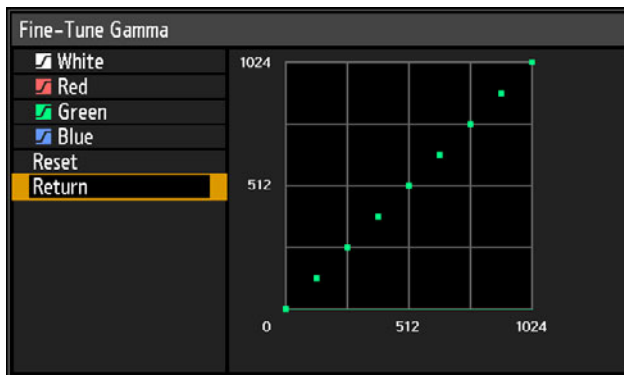 Fine-Tune Gamma
White
Red
Green
Blue
Reset
Return
1024
512
0 512 1024